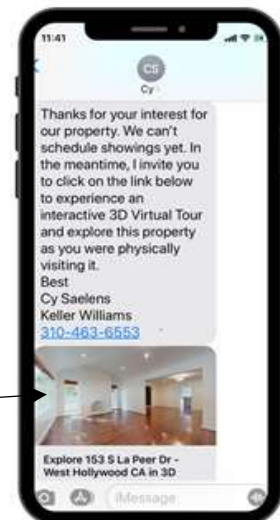 11:41
CS
Cy
Thanks for your interest for
our property. We can't
schedule showings yet. In
the meantime, I invite you
to click on the link below
to experience an
interactive 3D Virtual Tour
and explore this property
as you were physically
visiting it.
Best
Cy Saelens
Keller Williams
310-463-6553
Explore 153 S La Peer Dr -
West Hollywood CA in 3D
iMessage